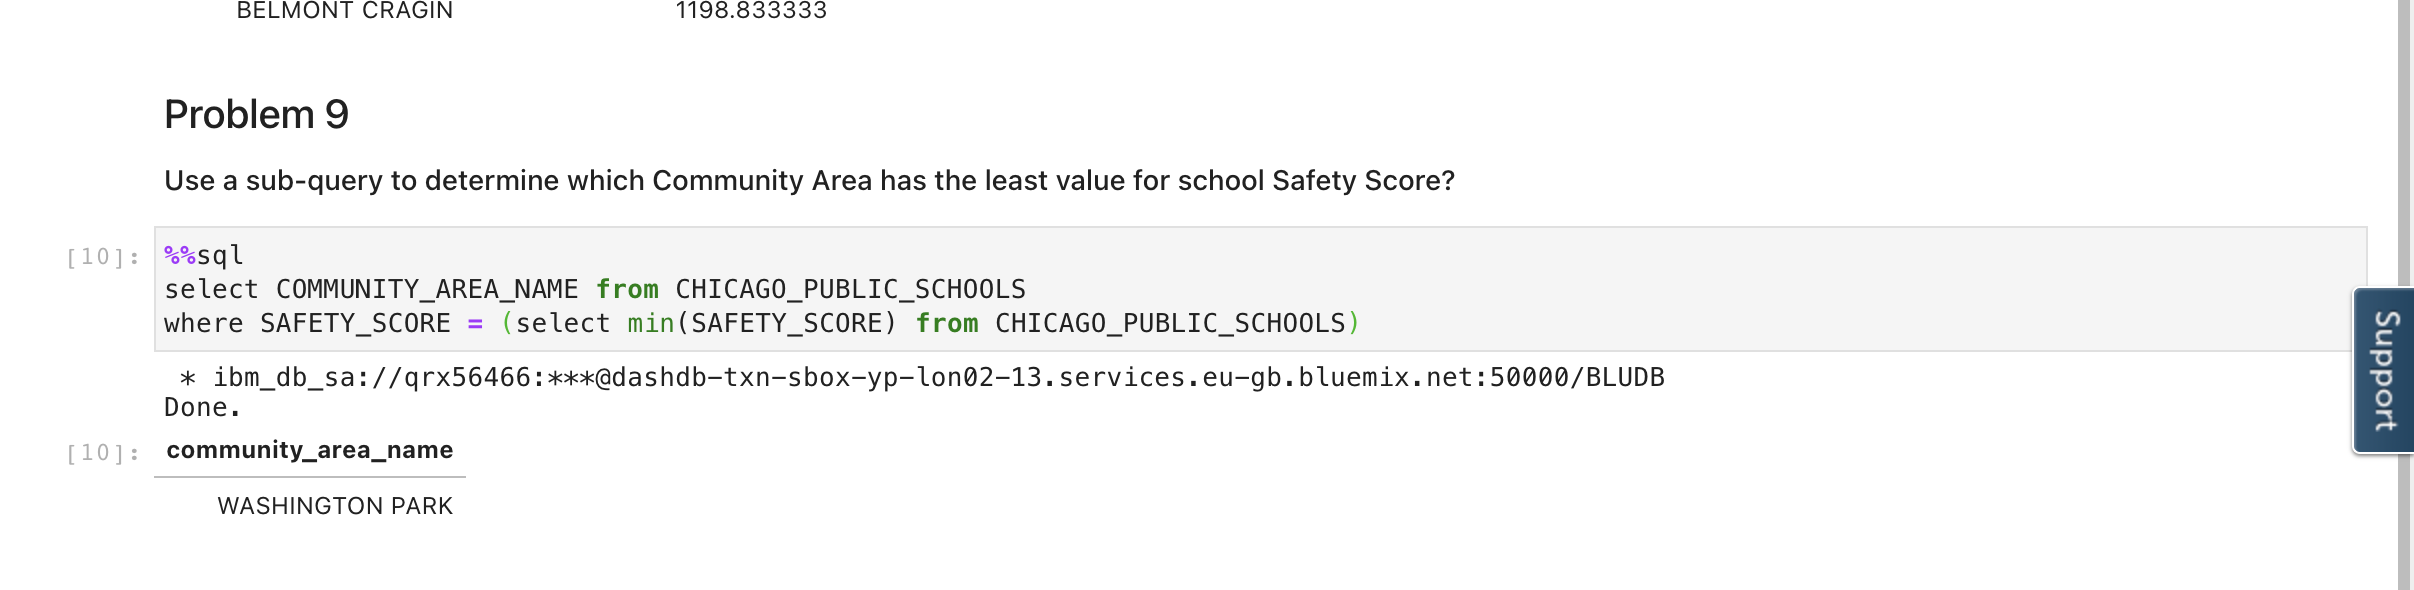 BELMONT CRAGIN 1198.833333
Problem 9
Use a sub-query to determine which Community Area has the least value for school Safety Score?
[10]: %%sql
select COMMUNITY_AREA_NAME from CHICAGO_PUBLIC_SCHOOLS
where SAFETY_SCORE = (select min(SAFETY_SCORE) from CHICAGO_PUBLIC_SCHOOLS)
* ibm_db_sa://qrx56466:***@dashdb-txn-sbox-yp-lon02-13.services.eu-gb.bluemix.net:50000/BLUDB
Done.
[10]: community_area_name
WASHINGTON PARK
Support